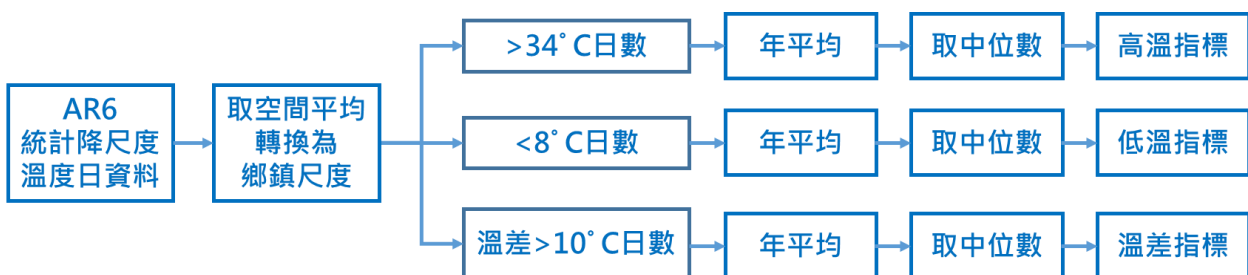 AR6
統計降尺度
溫度日資料
取空間平均
轉換為
鄉鎮尺度
>34°C日數
年平均
取中位數
高溫指標
<8°C日數
年平均
取中位數
低溫指標
溫差>10°C日數
年平均
取中位數
溫差指標